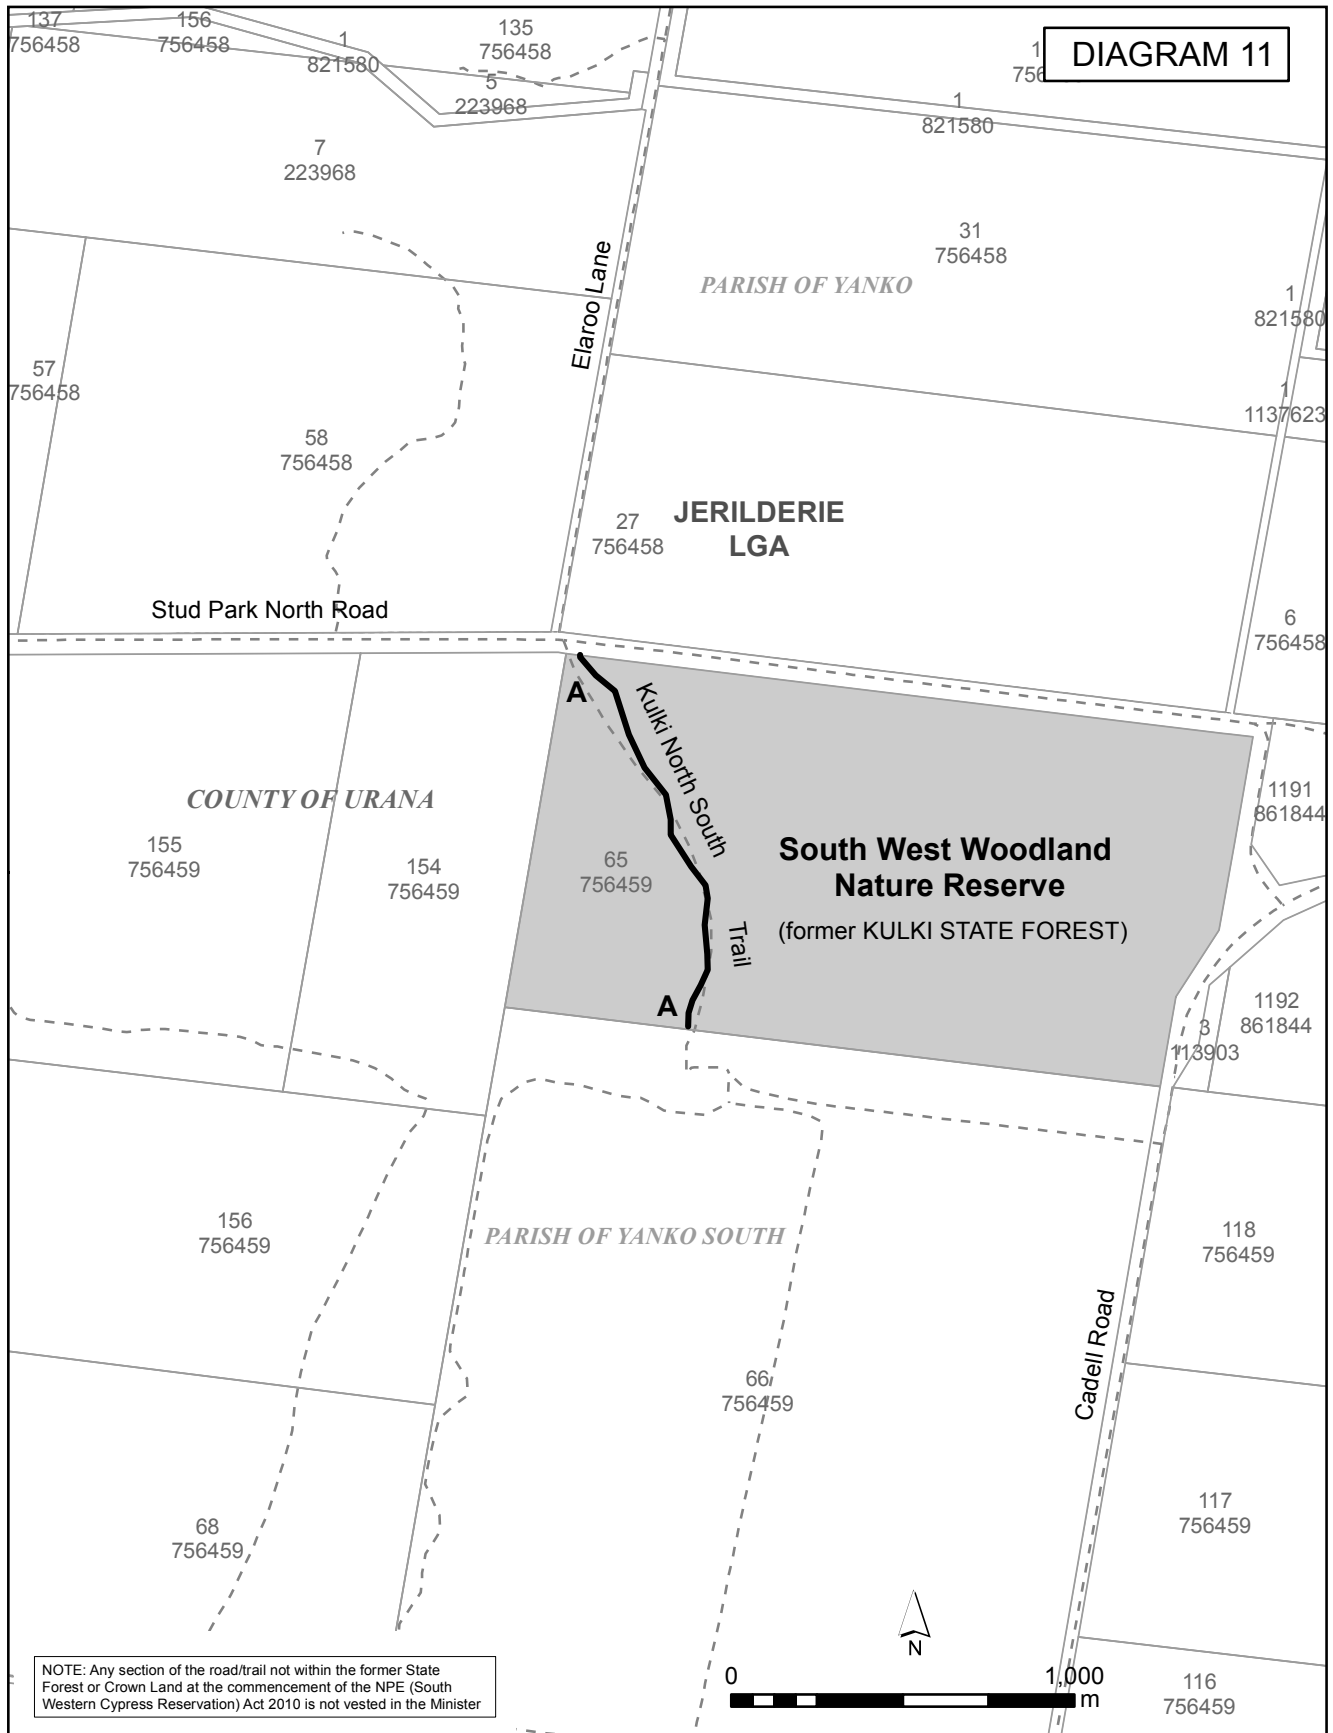 137
756458
156
756458
1
821580
135
756458
5
223968
1
DIAGRAM 11
1
821580
7
223968
31
756458
Elaroo Lane
PARISH OF YANKO
1
821580
57
756458
1
1137623
58
756458
27
756458
JERILDERIE
LGA
Stud Park North Road
6
756458
A
Kulki North South
Trail
COUNTY OF URANA
1191
861844
155
756459
154
756459
65
756459
South West Woodland
Nature Reserve
(former KULKI STATE FOREST)
A
1192
861844
3
113903
156
756459
PARISH OF YANKO SOUTH
118
756459
Cadell Road
66
756459
117
756459
68
756459
N
NOTE: Any section of the road/trail not within the former State
Forest or Crown Land at the commencement of the NPE (South
Western Cypress Reservation) Act 2010 is not vested in the Minister
0 1,000
m
116
756459